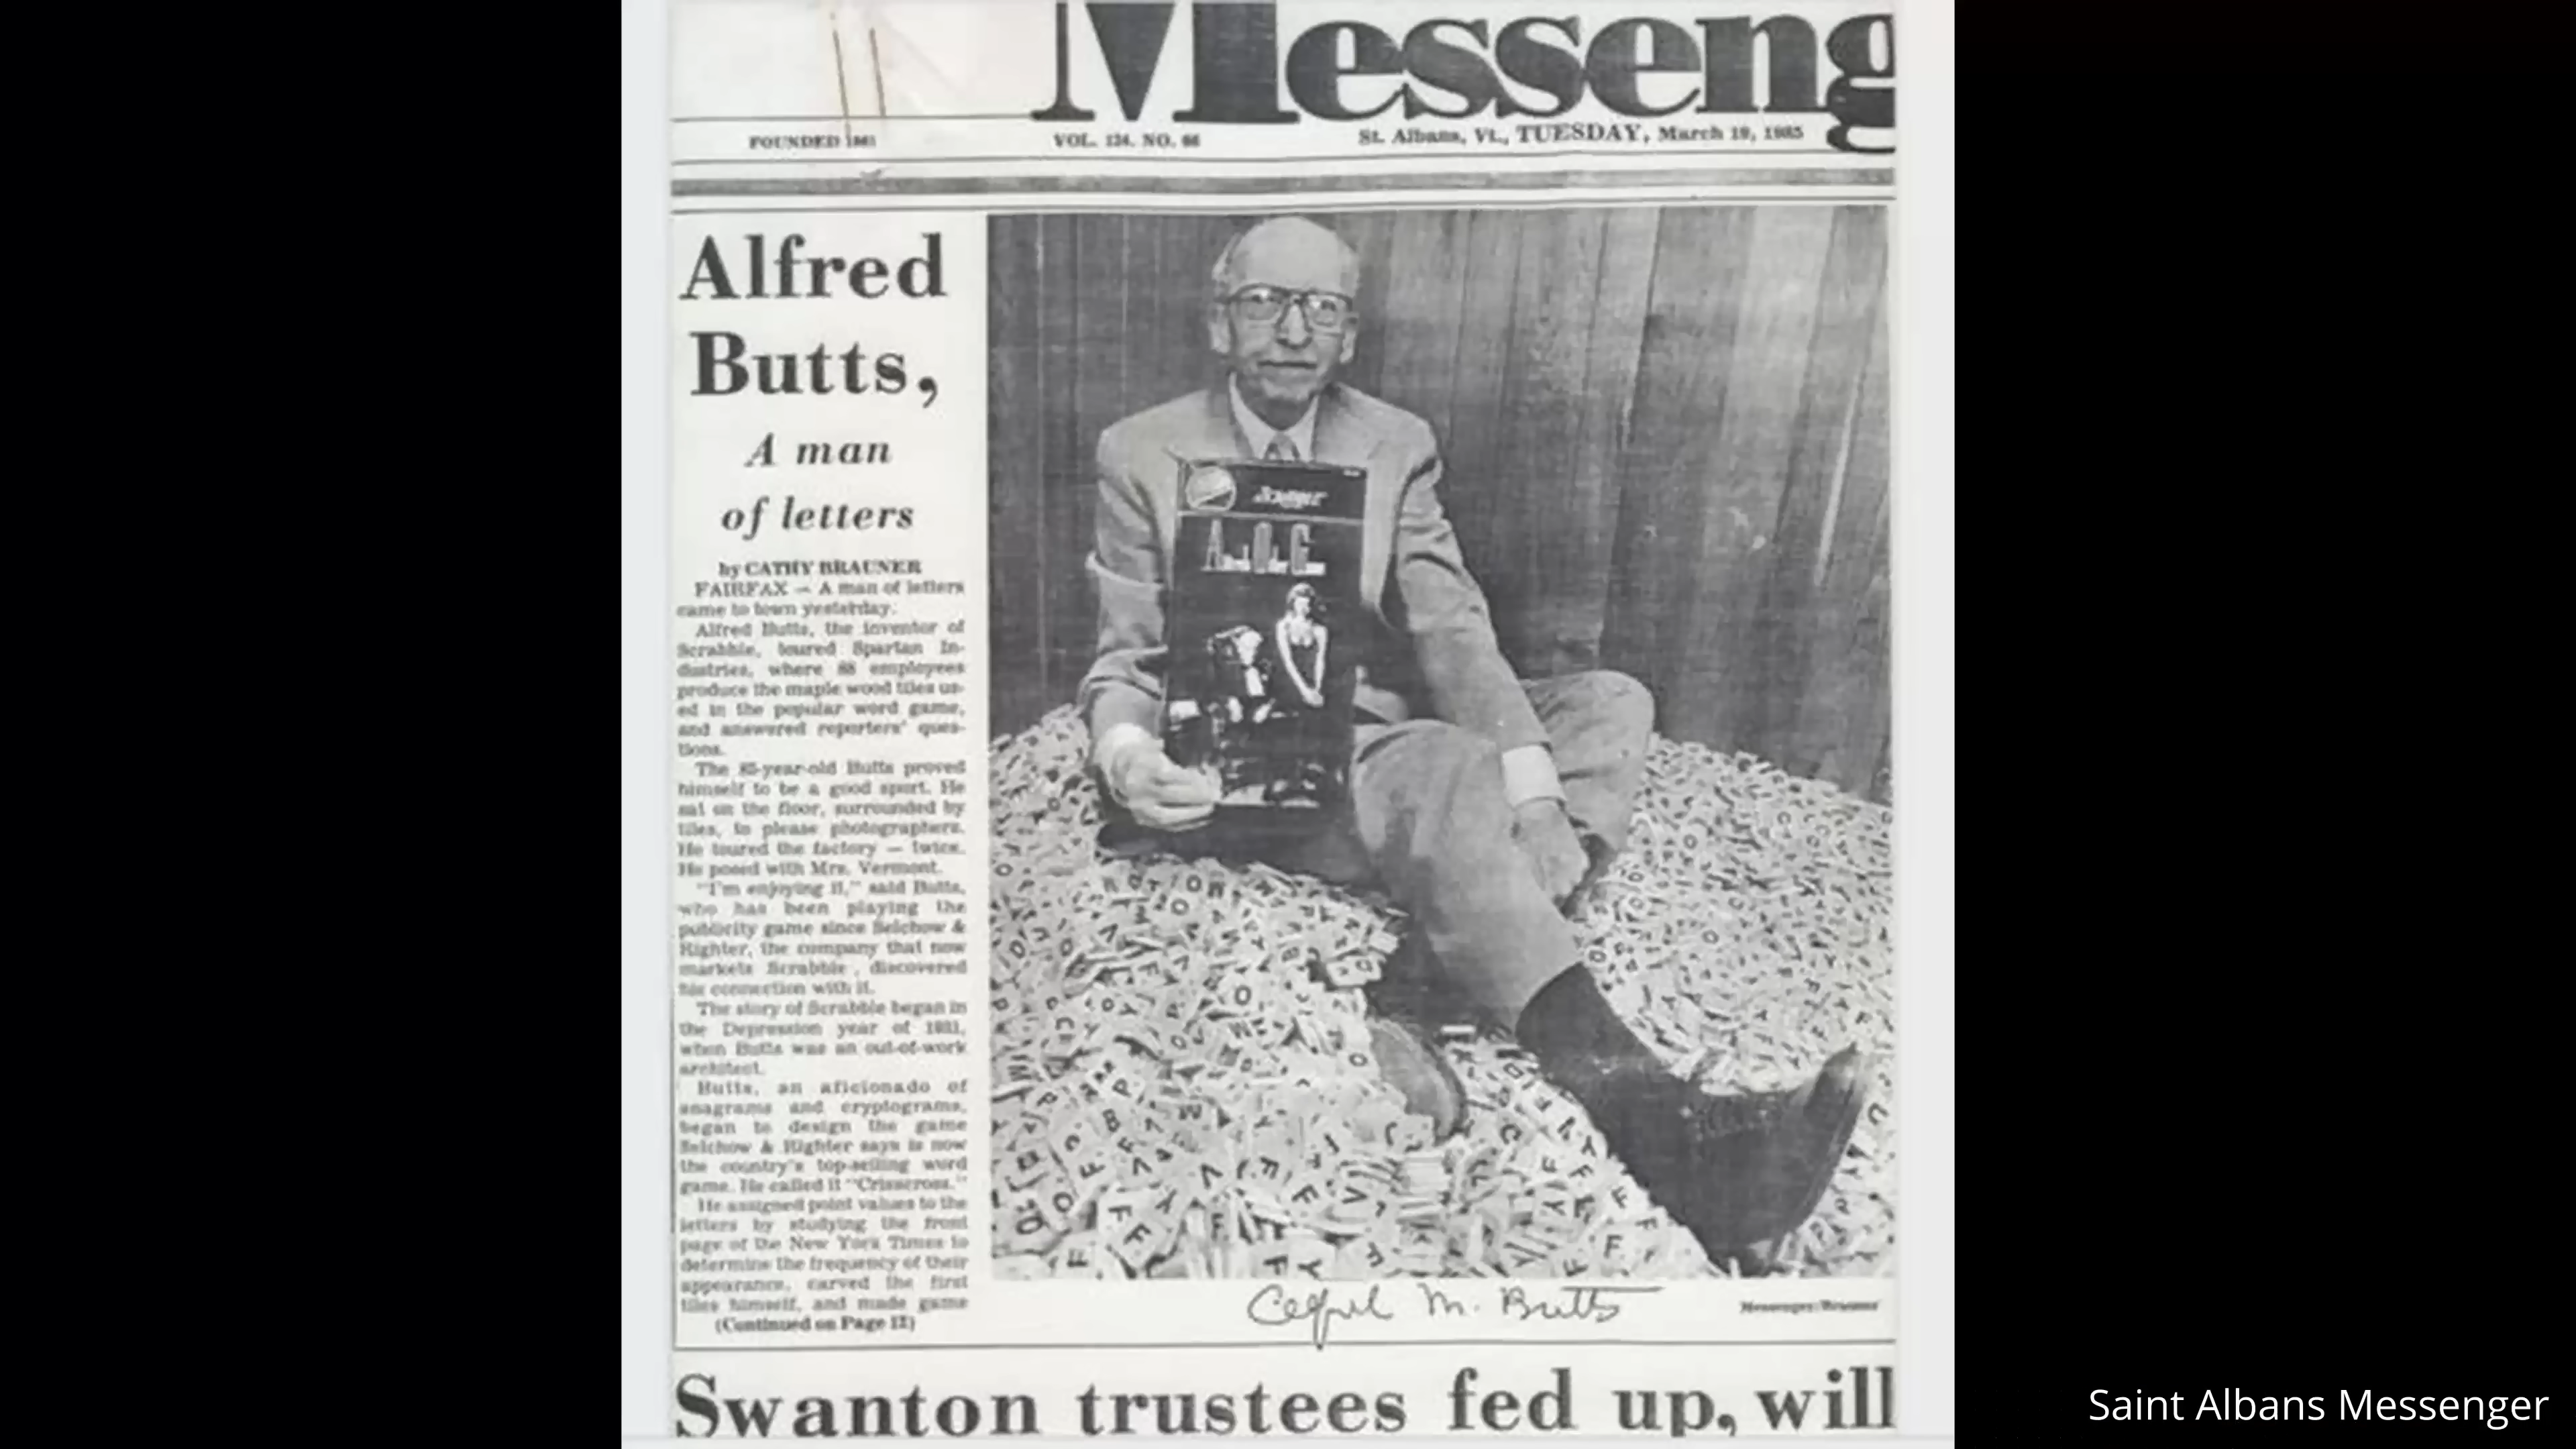 Messeng
FOUNDED 1861
VOL. 124. NO. 66
St. Albans, Vt., TUESDAY, March 19, 1985
Alfred
Butts,
A man
of letters
by CATHY BRAUNER
FAIRFAX — A man of letters
came to town yesterday.
Alfred Butts, the inventor of
Scrabble, toured Spartan In-
dustries, where 88 employees
produce the maple wood tiles us-
ed in the popular word game,
and answered reporters' ques-
tions.
The 85-year-old Butts proved
himself to be a good sport. He
sat on the floor, surrounded by
tiles, to please photographers.
He toured the factory — twice.
He posed with Mrs. Vermont.
"I'm enjoying it," said Butts,
who has been playing the
publicity game since Selchow &
Righter, the company that now
markets Scrabble, discovered
his connection with it.
The story of Scrabble began in
the Depression year of 1931,
when Butts was an out-of-work
architect.
Butts, an aficionado of
anagrams and cryptograms,
began to design the game
Selchow & Righter says is now
the country's top-selling word
game. He called it "Crisscross."
He assigned point values to the
letters by studying the front
page of the New York Times to
determine the frequency of their
appearance, carved the first
tiles himself, and made game
(Continued on Page 12)
M. Butts
Messenger/Brauner
Swanton trustees fed up, will
Saint Albans Messenger